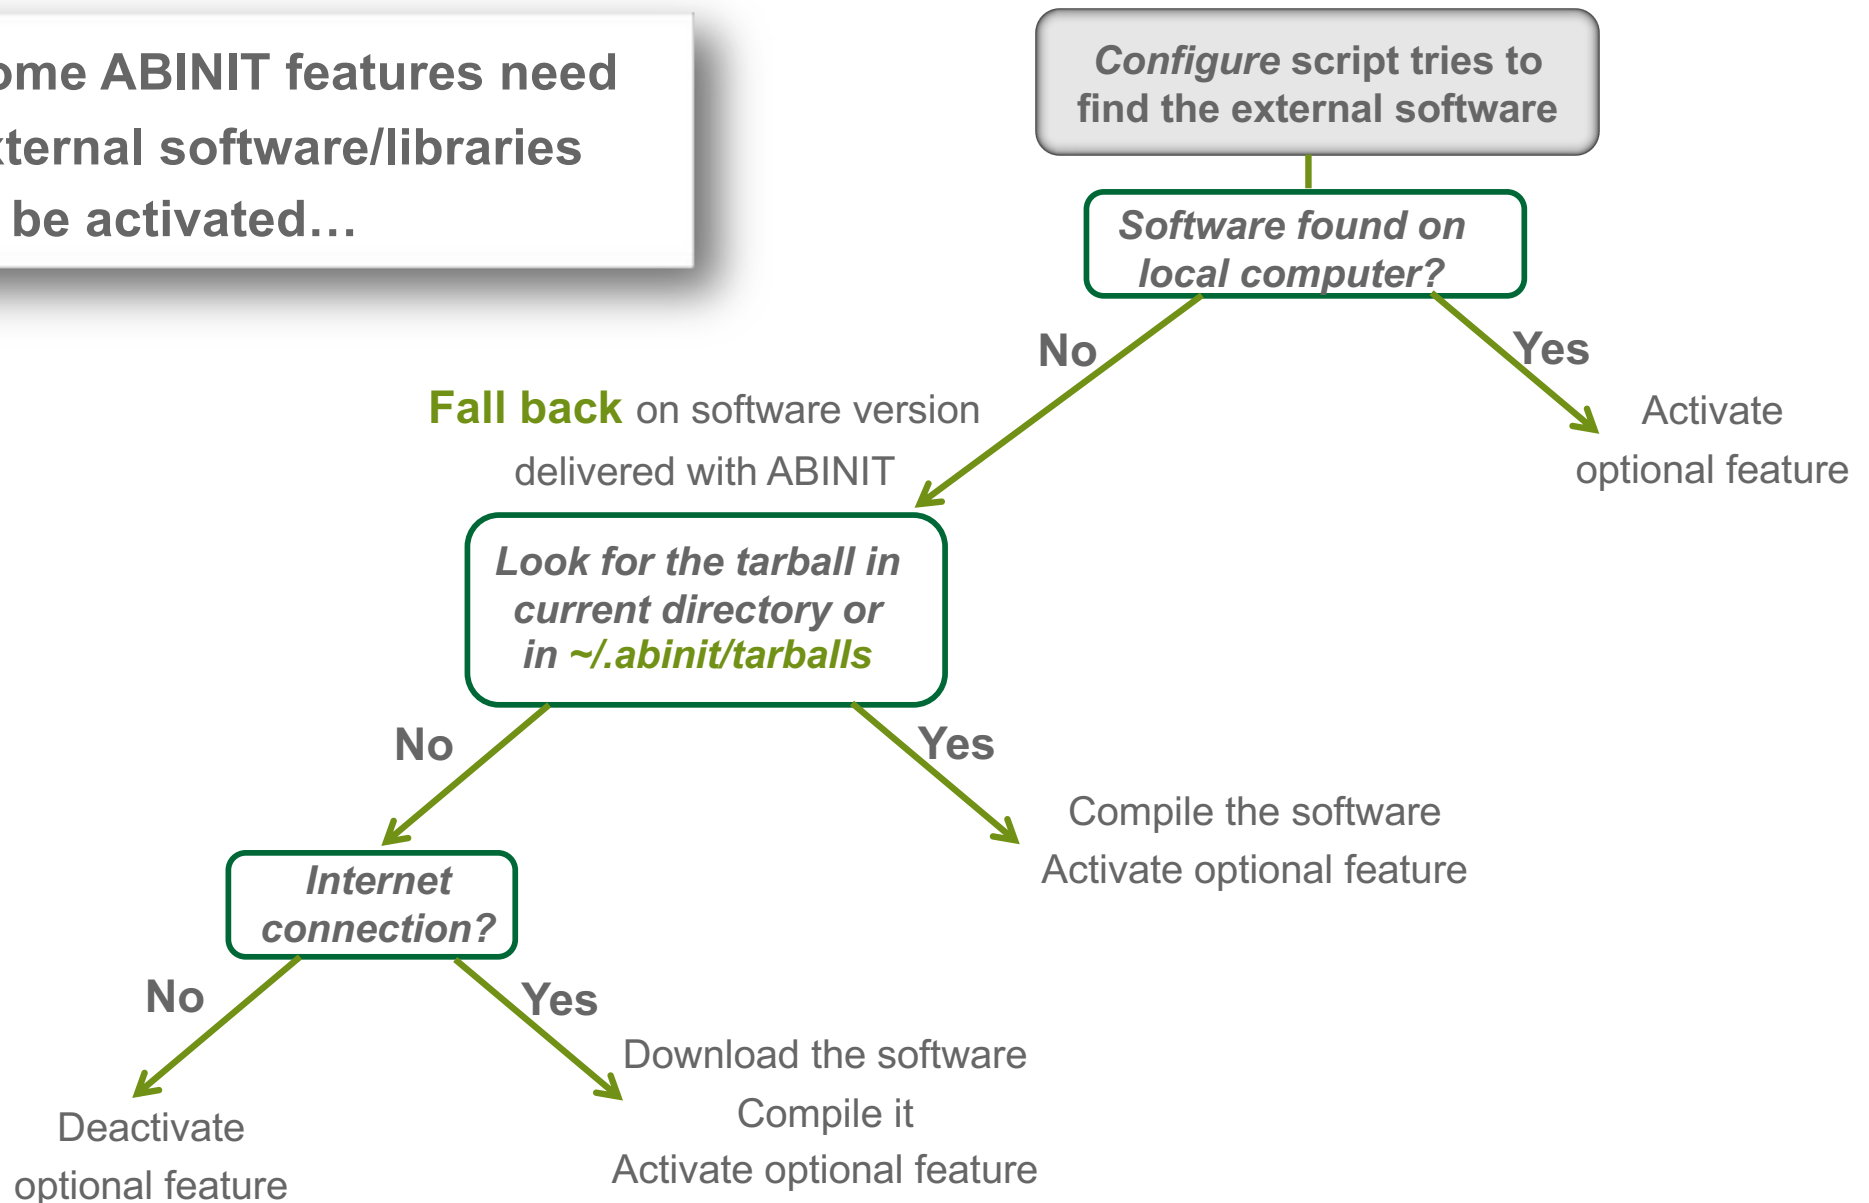 ome ABINIT features need
xternal software/libraries
be activated…
Configure script tries to
find the external software
Software found on
local computer?
No
Yes
Activate
optional feature
Fall back on software version
delivered with ABINIT
Look for the tarball in
current directory or
in ~/.abinit/tarballs
No
Yes
Compile the software
Activate optional feature
Internet
connection?
No
Yes
Deactivate
optional feature
Download the software
Compile it
Activate optional feature